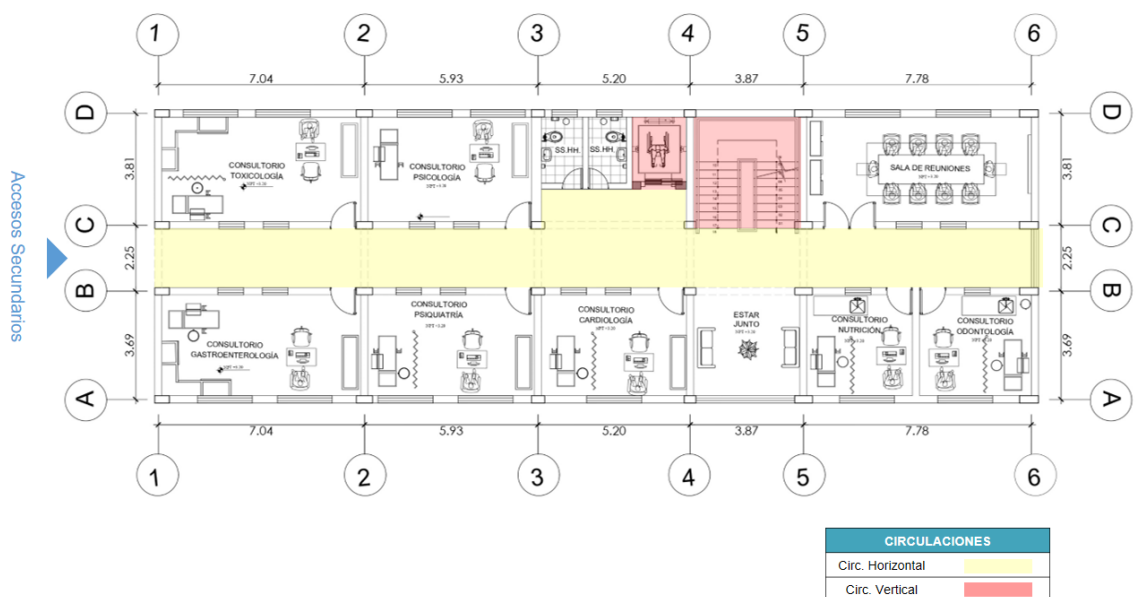 1 2 3 4 5 6
7.04 5.93 5.20 3.87 7.78
D D
C C
B B
A A
3.81 3.81
2.25 2.25
3.69 3.69
Accesos Secundarios
CONSULTORIO
TOXICOLOGÍA
CONSULTORIO
PSICOLOGÍA
SS.HH.
SS.HH.
SALA DE REUNIONES
CONSULTORIO
GASTROENTEROLOGÍA
CONSULTORIO
PSIQUIATRÍA
CONSULTORIO
CARDIOLOGÍA
ESTAR
JUNTO
CONSULTORIO
NUTRICIÓN
CONSULTORIO
ODONTOLOGÍA
7.04 5.93 5.20 3.87 7.78
1 2 3 4 5 6
CIRCULACIONES
Circ. Horizontal
Circ. Vertical